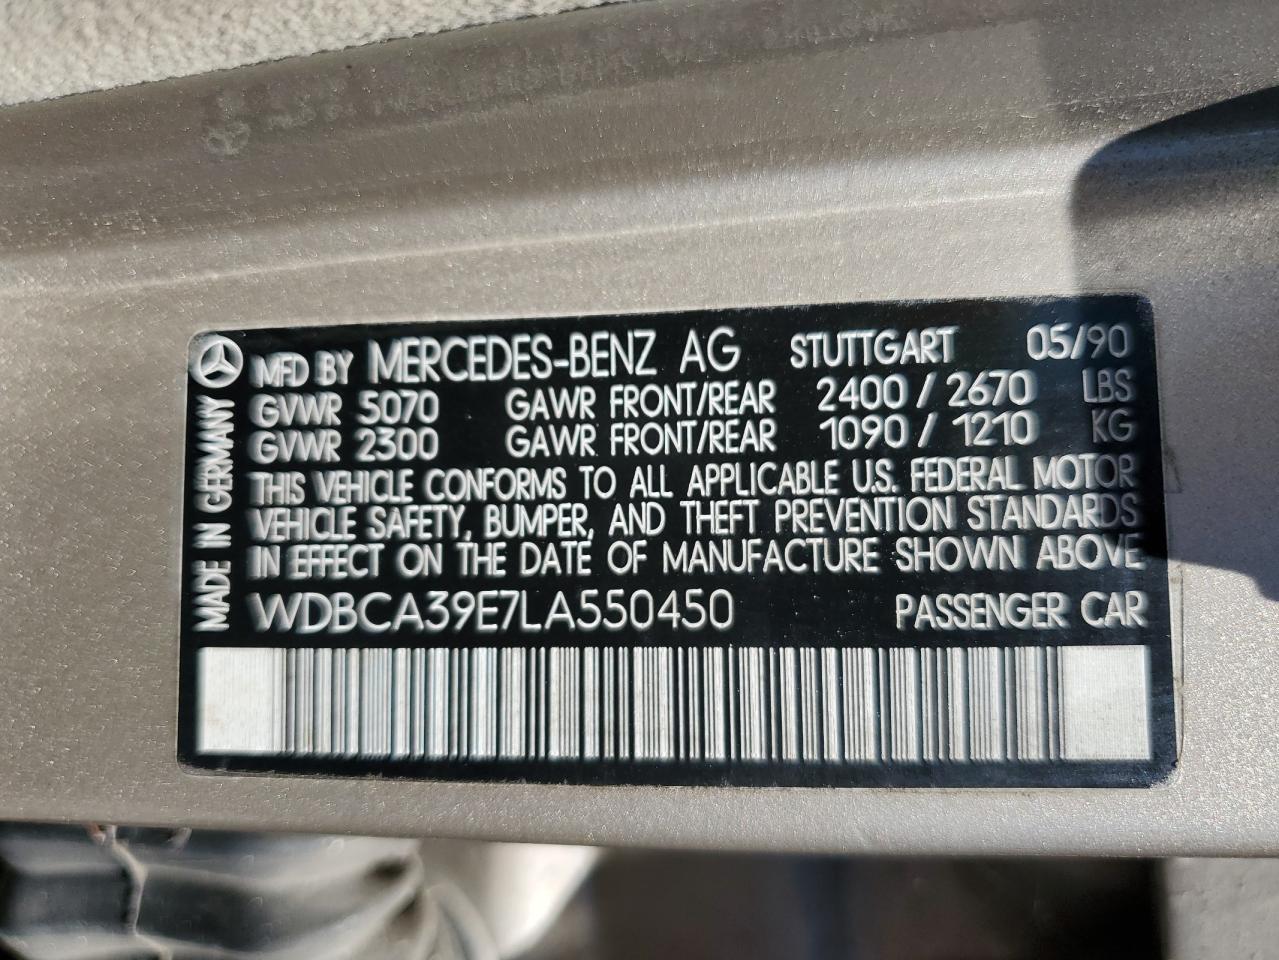 MFD BY MERCEDES-BENZ AG STUTTGART 05/90
GVWR 5070 GAWR FRONT/REAR 2400 / 2670 LBS
GVWR 2300 GAWR FRONT/REAR 1090 / 1210 KG
THIS VEHICLE CONFORMS TO ALL APPLICABLE U.S. FEDERAL MOTOR
VEHICLE SAFETY, BUMPER, AND THEFT PREVENTION STANDARDS
IN EFFECT ON THE DATE OF MANUFACTURE SHOWN ABOVE
WDBCA39E7LA550450 PASSENGER CAR
MADE IN GERMANY